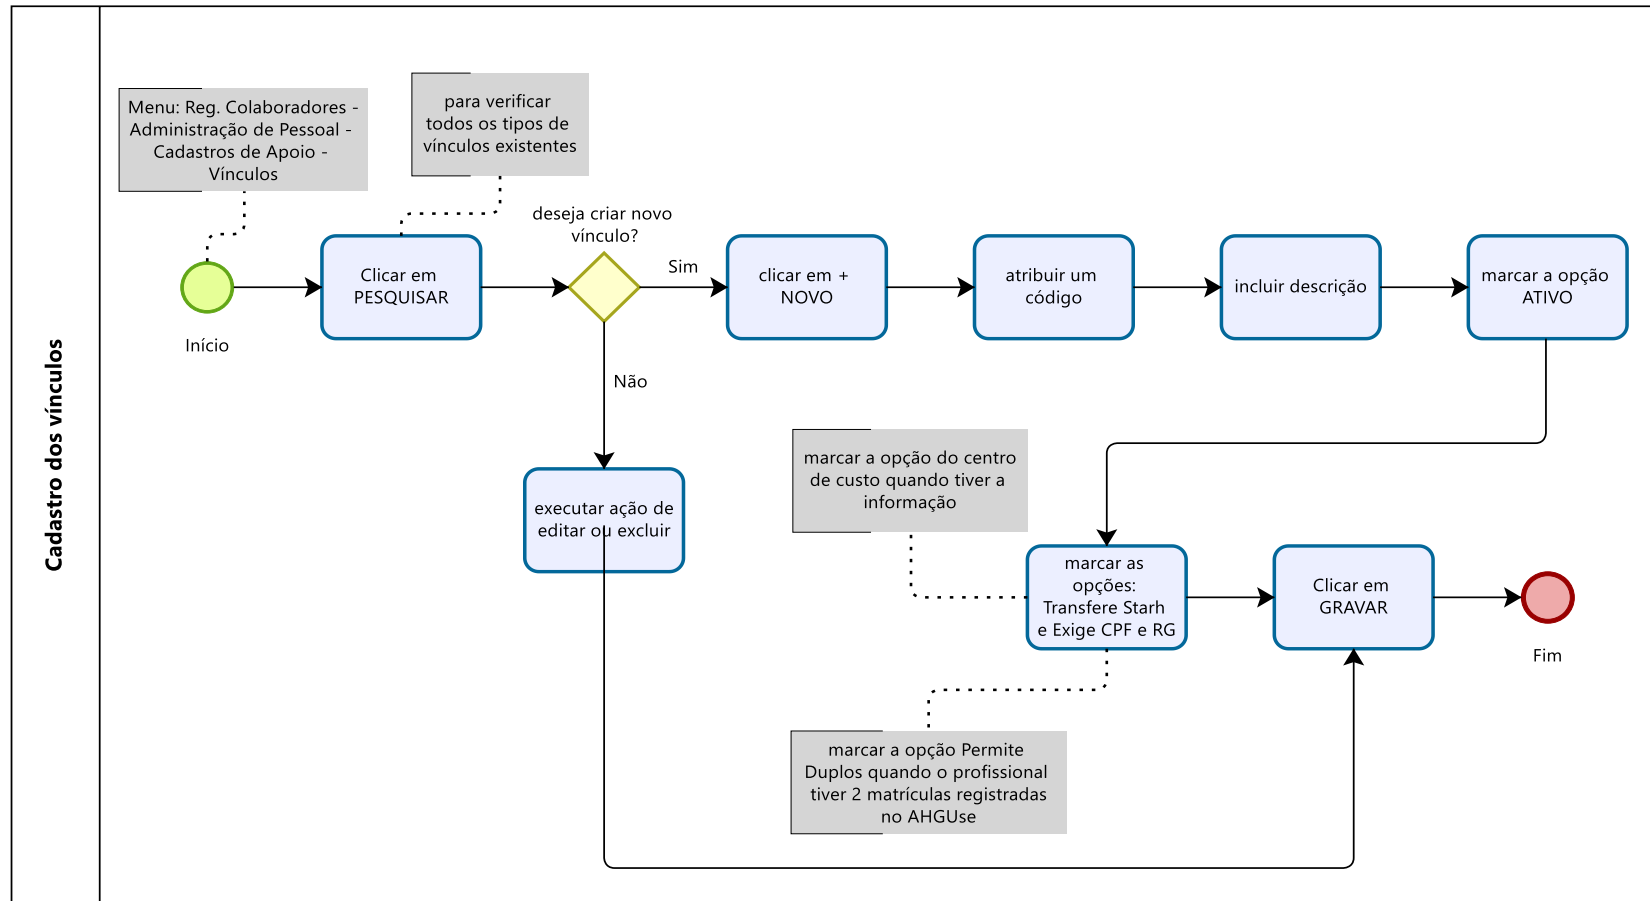 Cadastro dos vínculos
Menu: Reg. Colaboradores -
Administração de Pessoal -
Cadastros de Apoio -
Vínculos
para verificar
todos os tipos de
vínculos existentes
Início
Clicar em
PESQUISAR
deseja criar novo
vínculo?
Sim
clicar em +
NOVO
atribuir um
código
incluir descrição
marcar a opção
ATIVO
Não
executar ação de
editar ou excluir
marcar a opção do centro
de custo quando tiver a
informação
marcar as
opções:
Transfere Starh
e Exige CPF e RG
Clicar em
GRAVAR
Fim
marcar a opção Permite
Duplos quando o profissional
tiver 2 matrículas registradas
no AHGUse